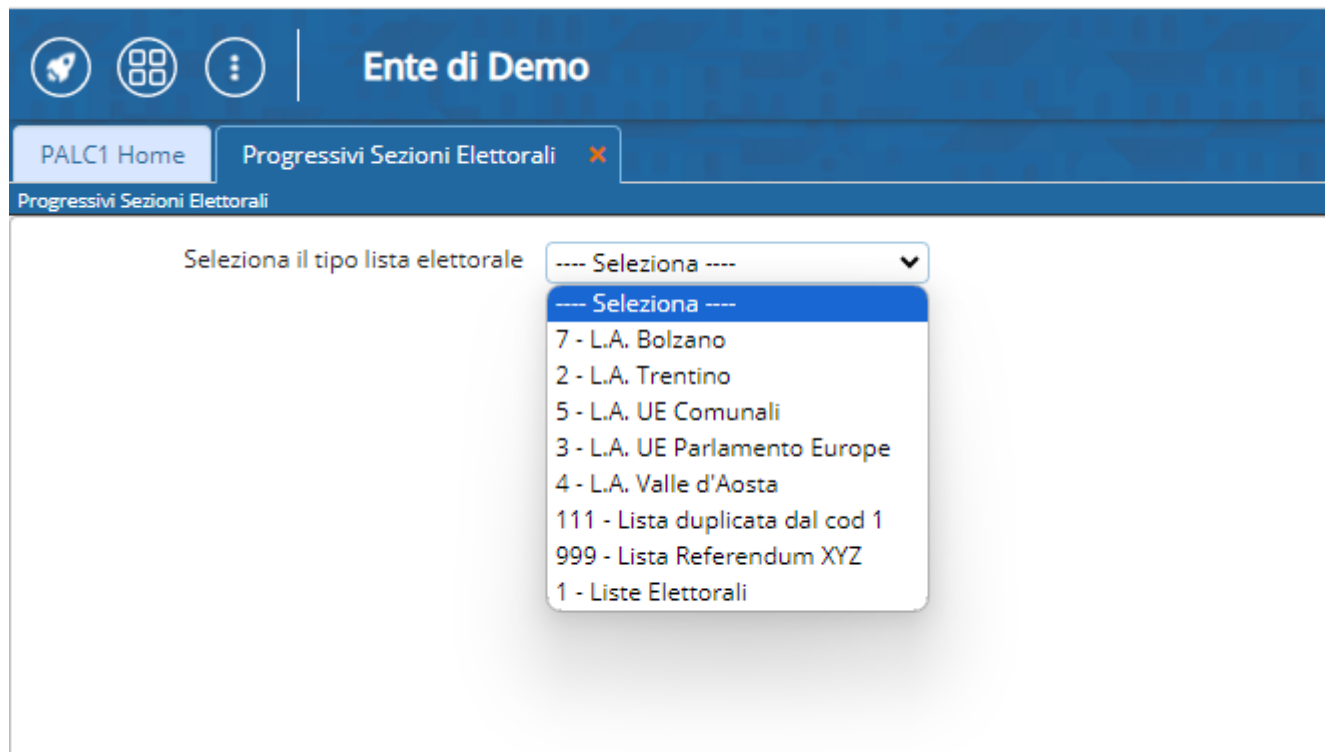 Ente di Demo
PALC1 Home
Progressivi Sezioni Elettorali ×
Progressivi Sezioni Elettorali
Seleziona il tipo lista elettorale
---- Seleziona ----
---- Seleziona ----
7 - L.A. Bolzano
2 - L.A. Trentino
5 - L.A. UE Comunali
3 - L.A. UE Parlamento Europe
4 - L.A. Valle d'Aosta
111 - Lista duplicata dal cod 1
999 - Lista Referendum XYZ
1 - Liste Elettorali